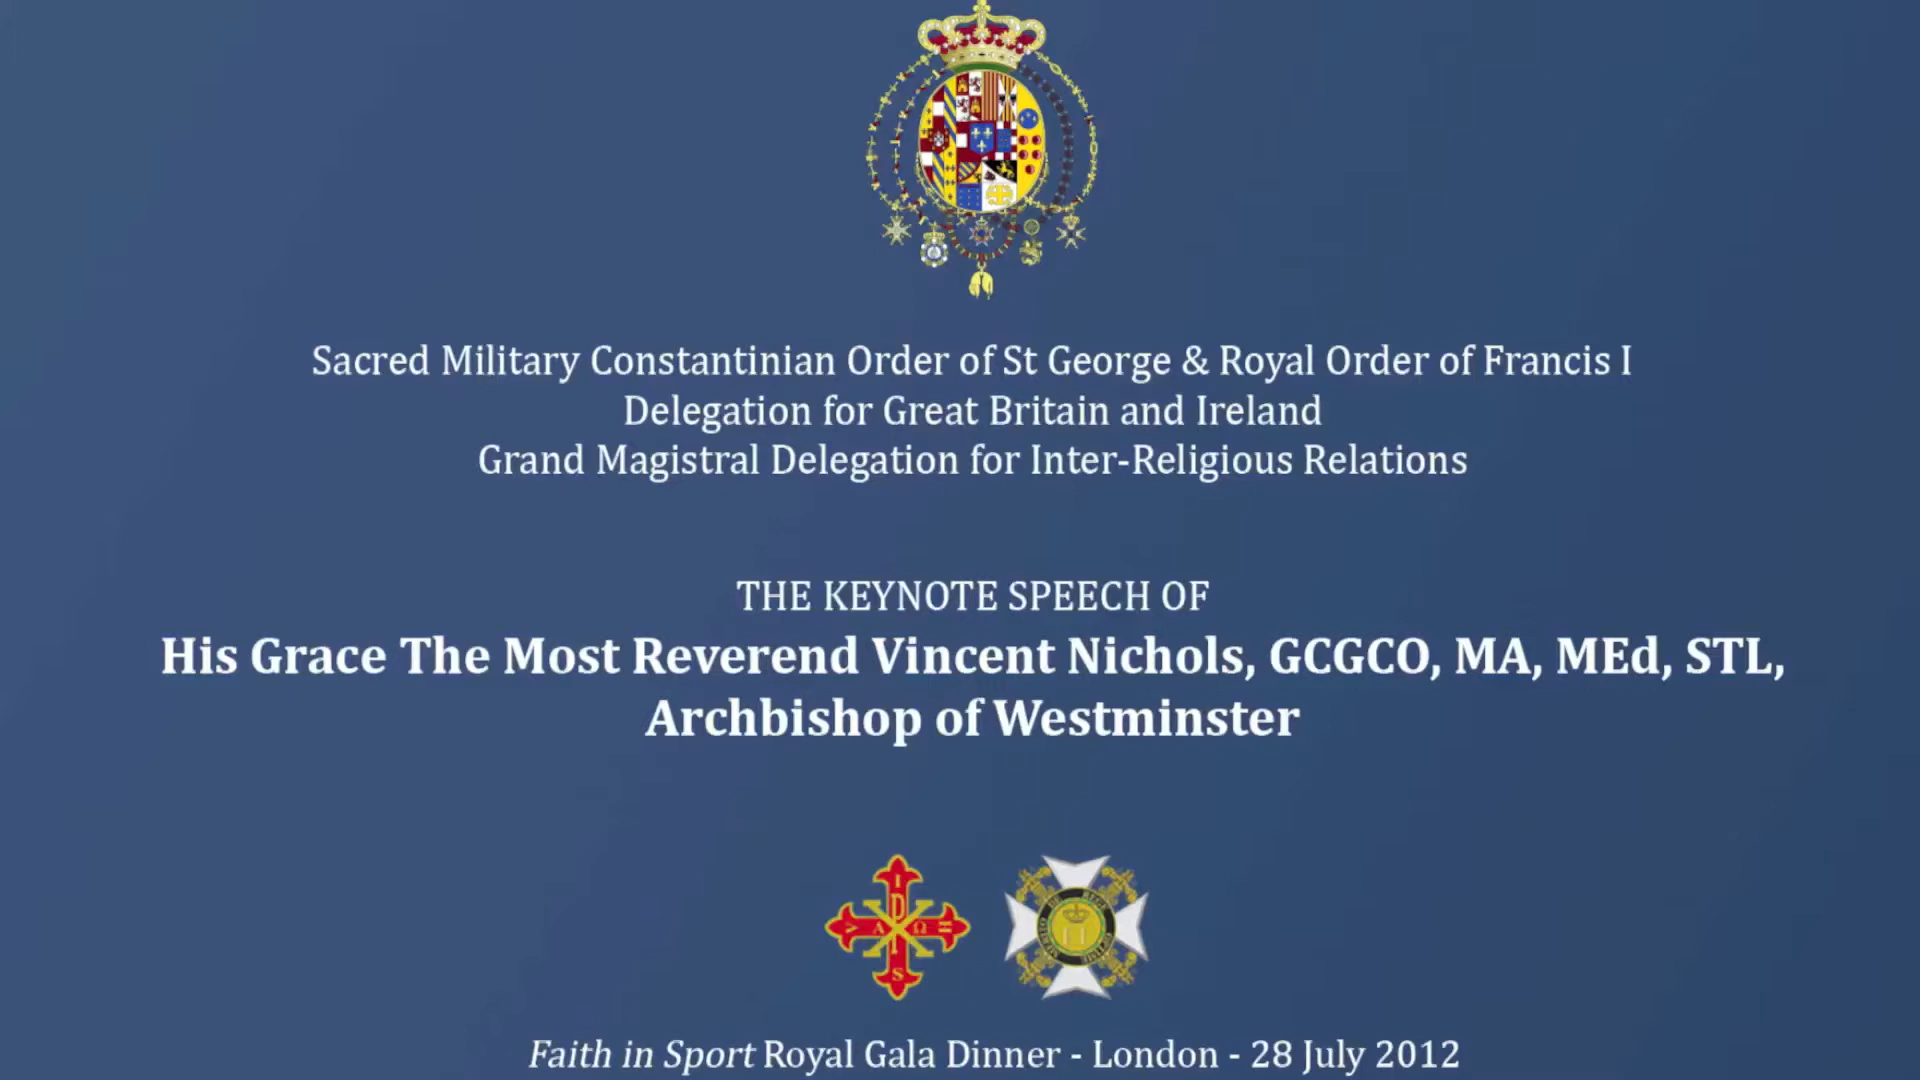 Sacred Military Constantinian Order of St George & Royal Order of Francis I
Delegation for Great Britain and Ireland
Grand Magistral Delegation for Inter-Religious Relations
THE KEYNOTE SPEECH OF
His Grace The Most Reverend Vincent Nichols, GCGCO, MA, MEd, STL,
Archbishop of Westminster
Faith in Sport Royal Gala Dinner - London - 28 July 2012